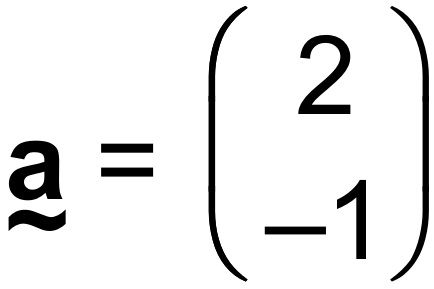 a̰ = ( 2
–1 )